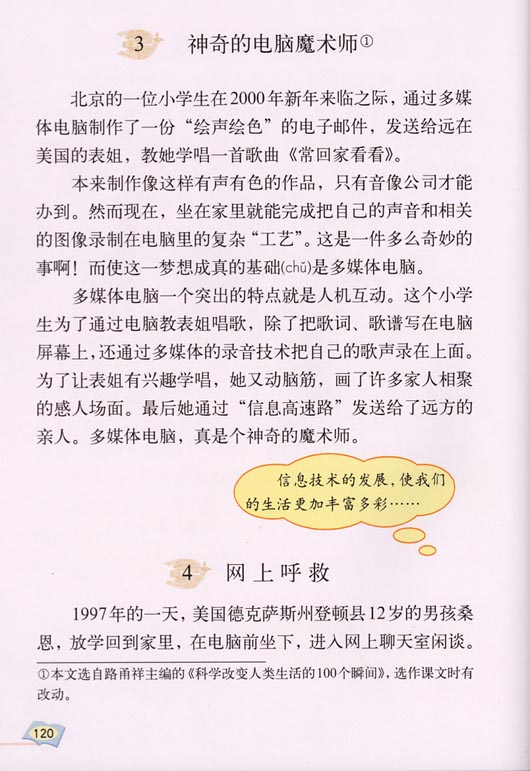 3 神奇的电脑魔术师①
北京的一位小学生在2000年新年来临之际，通过多媒
体电脑制作了一份“绘声绘色”的电子邮件，发送给远在
美国的表姐，教她学唱一首歌曲《常回家看看》。
本来制作像这样有声有色的作品，只有音像公司才能
办到。然而现在，坐在家里就能完成把自己的声音和相关
的图像录制在电脑里的复杂“工艺”。这是一件多么奇妙的
事啊！而使这一梦想成真的基础(chǔ)是多媒体电脑。
多媒体电脑一个突出的特点就是人机互动。这个小学
生为了通过电脑教表姐唱歌，除了把歌词、歌谱写在电脑
屏幕上，还通过多媒体的录音技术把自己的歌声录在上面。
为了让表姐有兴趣学唱，她又动脑筋，画了许多家人相聚
的感人场面。最后她通过“信息高速路”发送给了远方的
亲人。多媒体电脑，真是个神奇的魔术师。
信息技术的发展，使我们
的生活更加丰富多彩……
4 网上呼救
1997年的一天，美国德克萨斯州登顿县12岁的男孩桑
恩，放学回到家里，在电脑前坐下，进入网上聊天室闲谈。
①本文选自路甬祥主编的《科学改变人类生活的100个瞬间》，选作课文时有
改动。
120